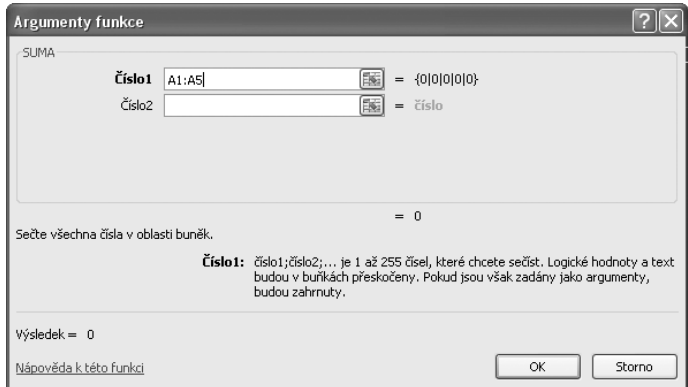 Argumenty funkce
SUMA
Číslo1 A1:A5 = {0|0|0|0|0}
Číslo2 = číslo
= 0
Sečte všechna čísla v oblasti buněk.
Číslo1: číslo1;číslo2;... je 1 až 255 čísel, které chcete sečíst. Logické hodnoty a text
budou v buňkách přeskočeny. Pokud jsou však zadány jako argumenty,
budou zahrnuty.
Výsledek = 0
Nápověda k této funkci
OK Storno